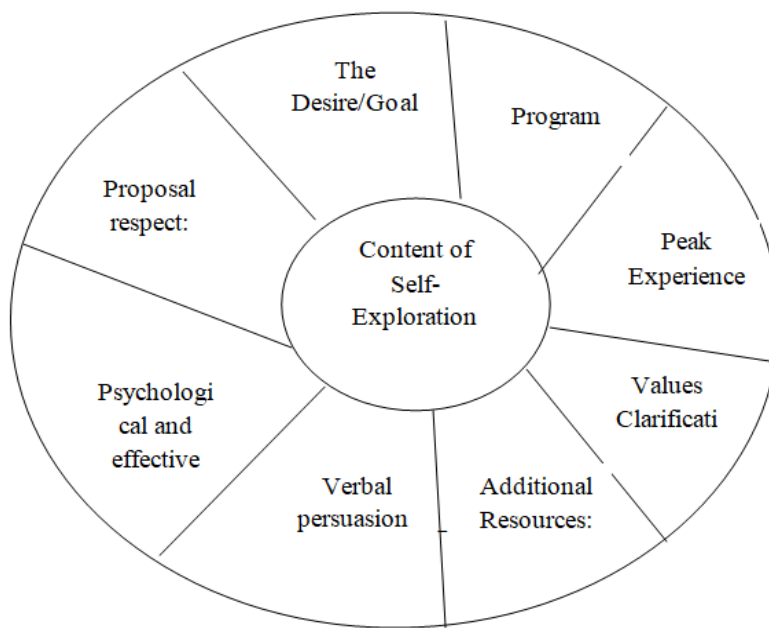 The
Desire/Goal
Program
Peak
Experience
Values
Clarificati
Additional
Resources:
Verbal
persuasion
Psychologi
cal and
effective
Proposal
respect:
Content of
Self-
Exploration